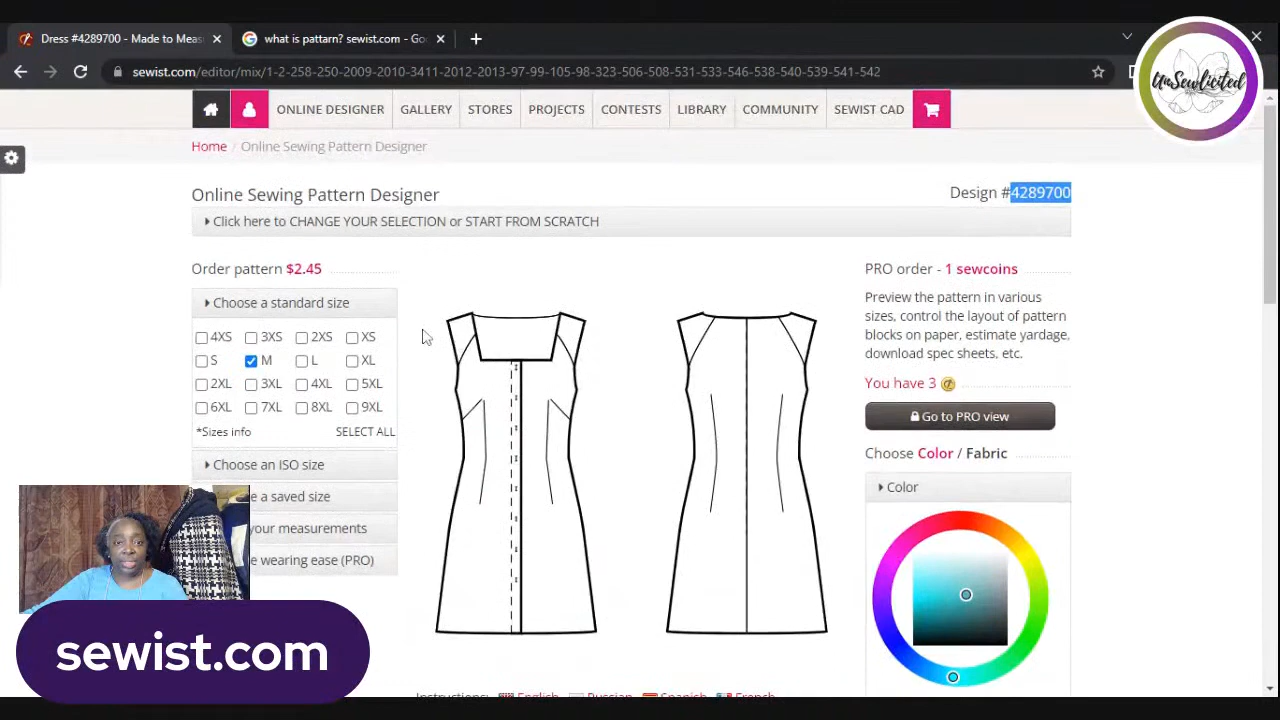 Dress #4289700 - Made to Meas
what is pattarn? sewist.com - Go
sewist.com/editor/mix/1-2-258-250-2009-2010-3411-2012-2013-97-99-105-98-323-506-508-531-533-546-538-540-539-541-542
UnSewlicited
ONLINE DESIGNER
GALLERY
STORES
PROJECTS
CONTESTS
LIBRARY
COMMUNITY
SEWIST CAD
Home / Online Sewing Pattern Designer
Online Sewing Pattern Designer
Design #4289700
Click here to CHANGE YOUR SELECTION or START FROM SCRATCH
Order pattern $2.45
Choose a standard size
4XS 3XS 2XS XS
S M L XL
2XL 3XL 4XL 5XL
6XL 7XL 8XL 9XL
*Sizes info SELECT ALL
Choose an ISO size
e a saved size
your measurements
e wearing ease (PRO)
PRO order - 1 sewcoins
Preview the pattern in various
sizes, control the layout of pattern
blocks on paper, estimate yardage,
download spec sheets, etc.
You have 3
Go to PRO view
Choose Color / Fabric
Color
Instructions: English Russian Spanish French
sewist.com